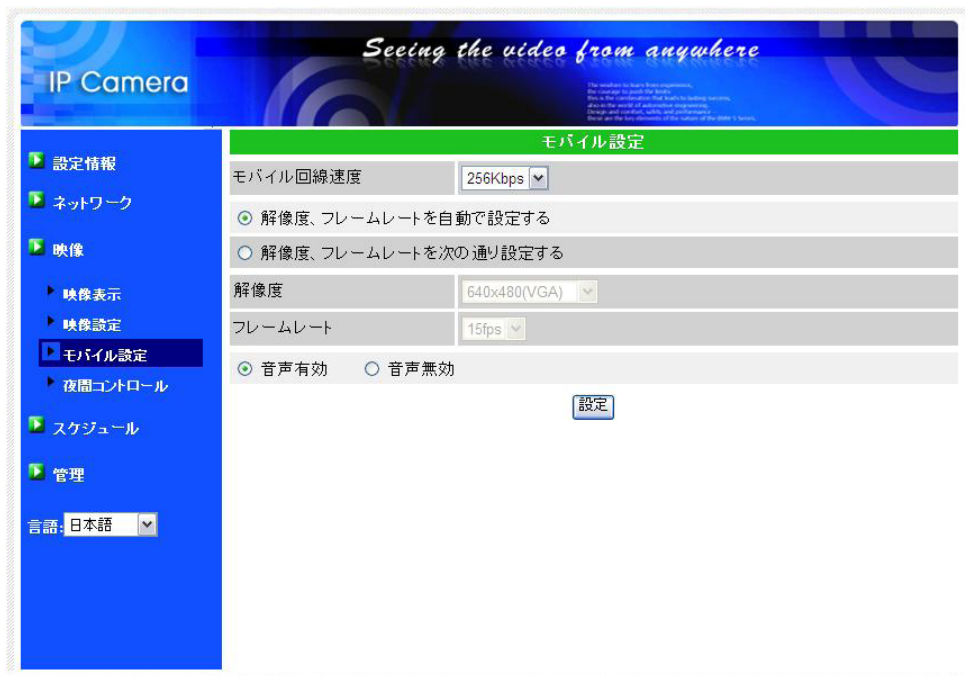 Seeing the video from anywhere
IP Camera
設定情報
ネットワーク
映像
映像表示
映像設定
モバイル設定
夜間コントロール
スケジュール
管理
言語: 日本語
モバイル設定
モバイル回線速度 256Kbps
解像度、フレームレートを自動で設定する
解像度、フレームレートを次の通り設定する
解像度 640x480(VGA)
フレームレート 15fps
音声有効 音声無効
設定